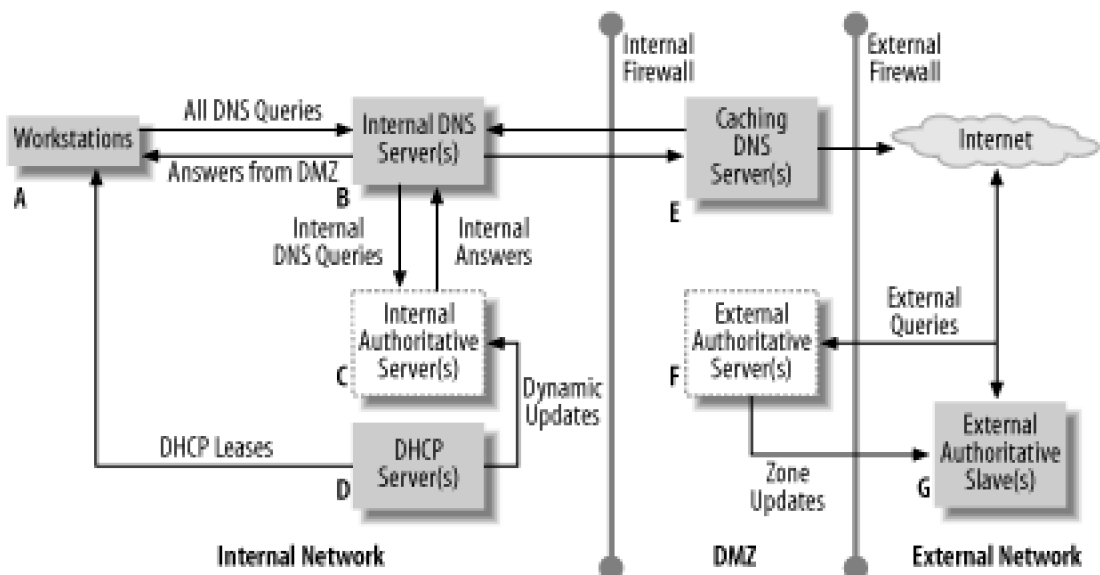 Internal
Firewall
External
Firewall
All DNS Queries
Workstations
Answers from DMZ
A
Internal DNS
Server(s)
B
Caching
DNS
Server(s)
E
Internet
Internal
DNS Queries
Internal
Answers
Internal
Authoritative
Server(s)
C
External
Authoritative
Server(s)
F
External
Queries
Dynamic
Updates
DHCP Leases
DHCP
Server(s)
D
Zone
Updates
External
Authoritative
Slave(s)
G
Internal Network
DMZ
External Network